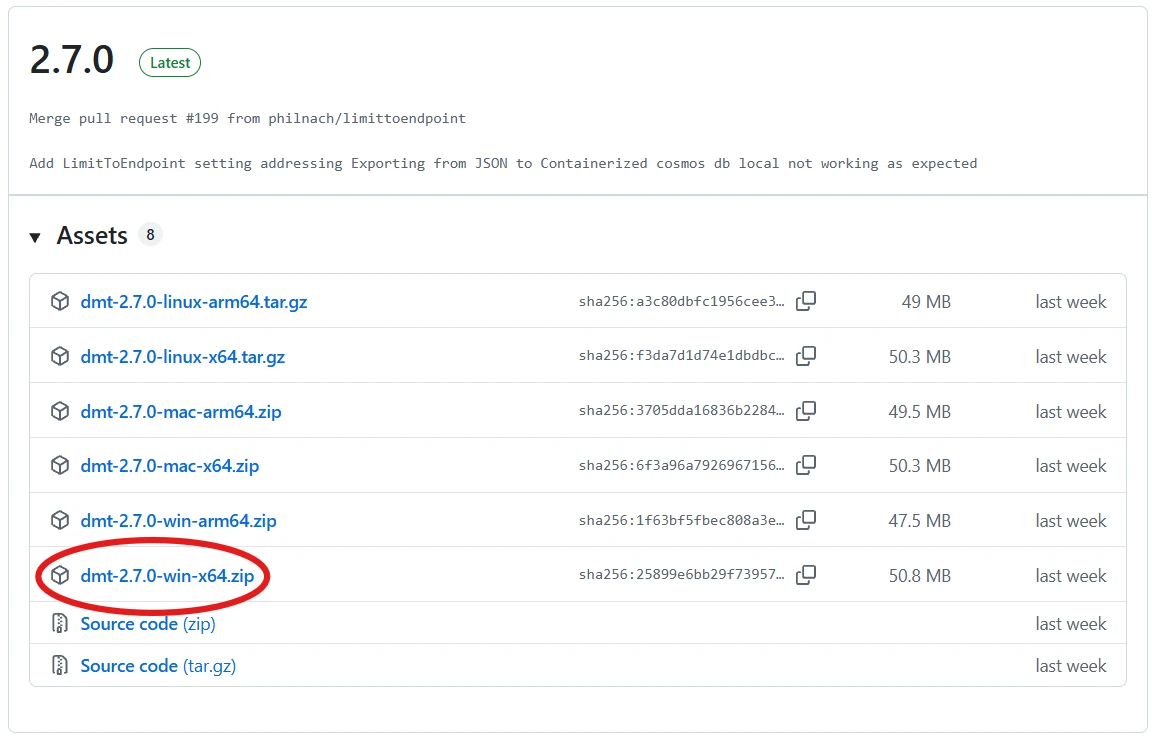 2.7.0 Latest
Merge pull request #199 from philnach/limittoendpoint
Add LimitToEndpoint setting addressing Exporting from JSON to Containerized cosmos db local not working as expected
Assets 8
dmt-2.7.0-linux-arm64.tar.gz sha256:a3c80dbfc1956cee3… 49 MB last week
dmt-2.7.0-linux-x64.tar.gz sha256:f3da7d1d74e1dbdbc… 50.3 MB last week
dmt-2.7.0-mac-arm64.zip sha256:3705dda16836b2284… 49.5 MB last week
dmt-2.7.0-mac-x64.zip sha256:6f3a96a7926967156… 50.3 MB last week
dmt-2.7.0-win-arm64.zip sha256:1f63bf5fbec808a3e… 47.5 MB last week
dmt-2.7.0-win-x64.zip sha256:25899e6bb29f73957… 50.8 MB last week
Source code (zip) last week
Source code (tar.gz) last week